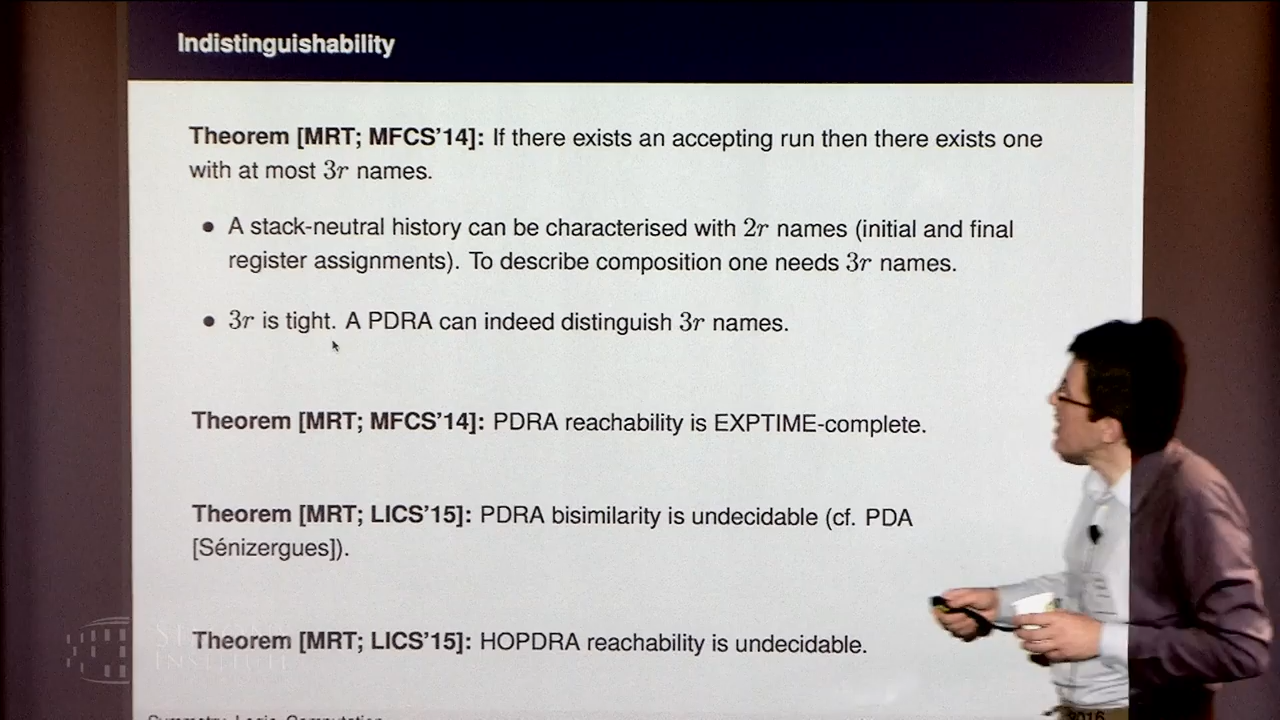 Indistinguishability
Theorem [MRT; MFCS'14]: If there exists an accepting run then there exists one
with at most 3r names.
• A stack-neutral history can be characterised with 2r names (initial and final
register assignments). To describe composition one needs 3r names.
• 3r is tight. A PDRA can indeed distinguish 3r names.
Theorem [MRT; MFCS'14]: PDRA reachability is EXPTIME-complete.
Theorem [MRT; LICS'15]: PDRA bisimilarity is undecidable (cf. PDA
[Sénizergues]).
Theorem [MRT; LICS'15]: HOPDRA reachability is undecidable.
Symmetry, Logic, Computation
2016